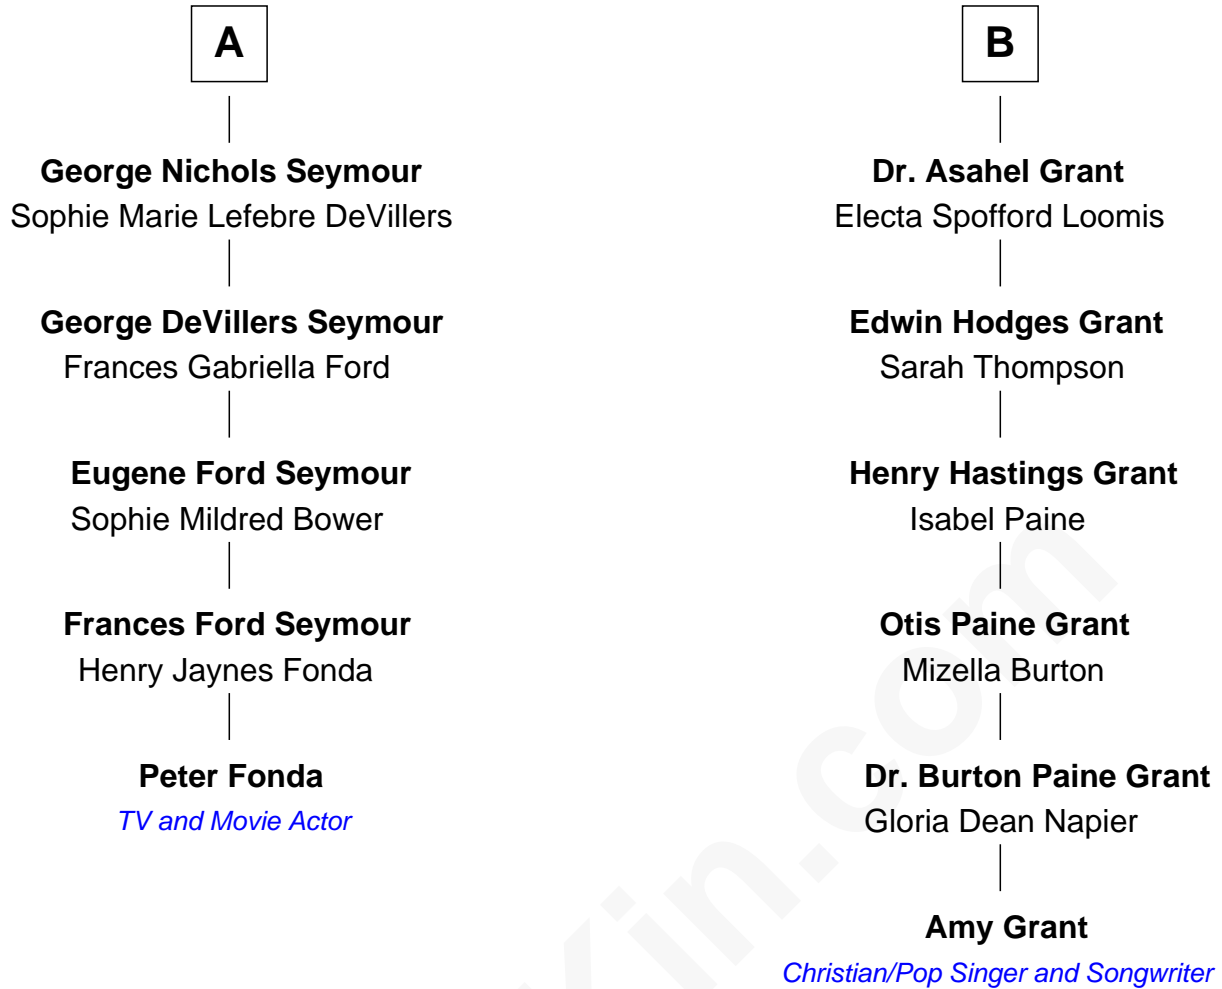 A
George Nichols Seymour
Sophie Marie Lefebre DeVillers
George DeVillers Seymour
Frances Gabriella Ford
Eugene Ford Seymour
Sophie Mildred Bower
Frances Ford Seymour
Henry Jaynes Fonda
Peter Fonda
TV and Movie Actor
B
Dr. Asahel Grant
Electa Spofford Loomis
Edwin Hodges Grant
Sarah Thompson
Henry Hastings Grant
Isabel Paine
Otis Paine Grant
Mizella Burton
Dr. Burton Paine Grant
Gloria Dean Napier
Amy Grant
Christian/Pop Singer and Songwriter
Kin.com